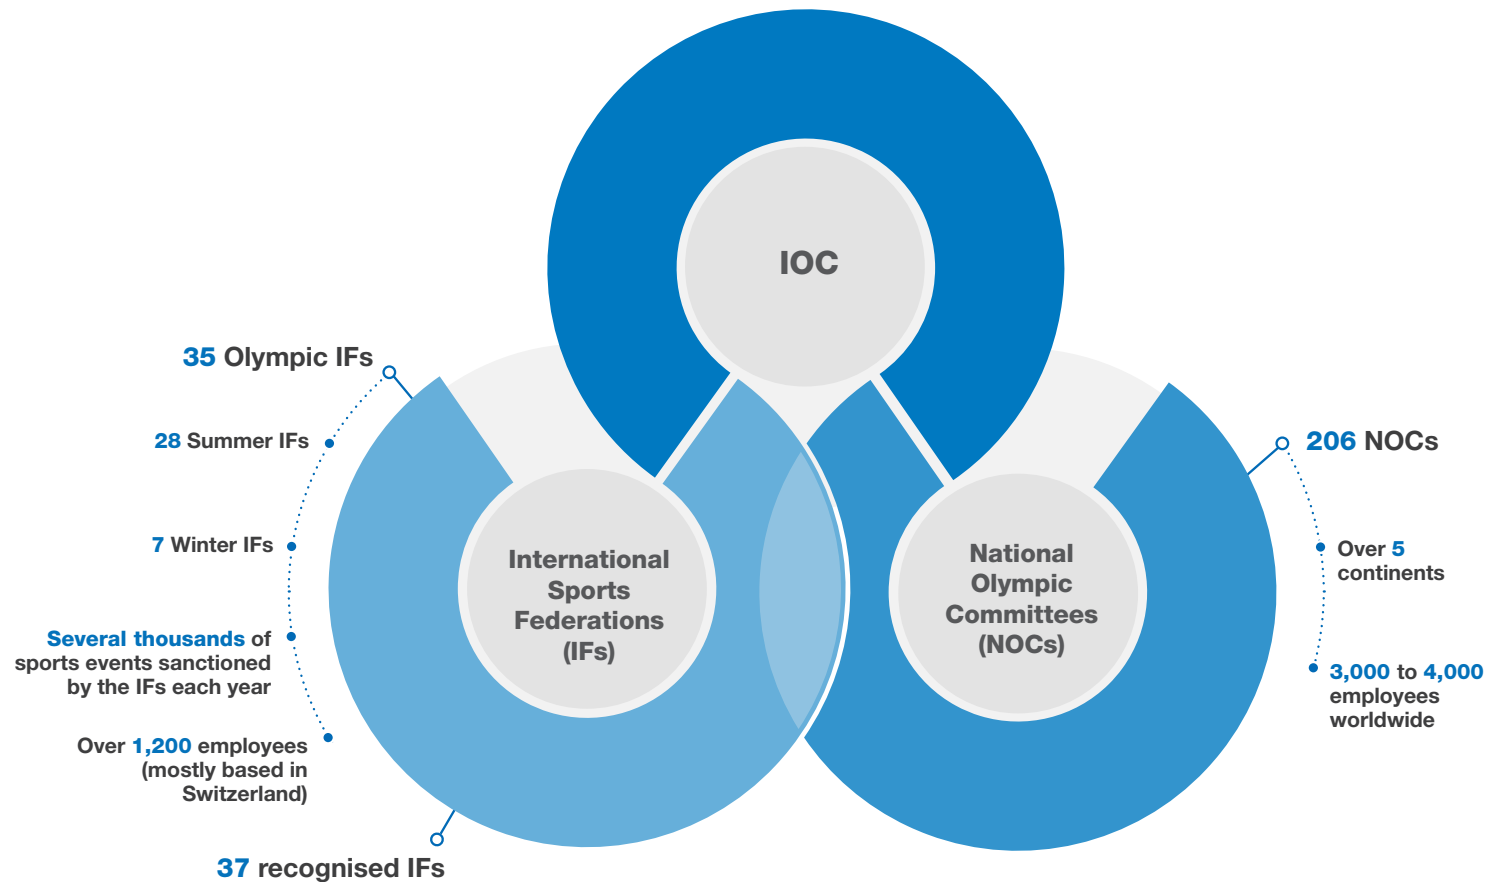 IOC
35 Olympic IFs
28 Summer IFs
7 Winter IFs
Several thousands of
sports events sanctioned
by the IFs each year
Over 1,200 employees
(mostly based in
Switzerland)
37 recognised IFs
International
Sports
Federations
(IFs)
National
Olympic
Committees
(NOCs)
206 NOCs
Over 5
continents
3,000 to 4,000
employees
worldwide